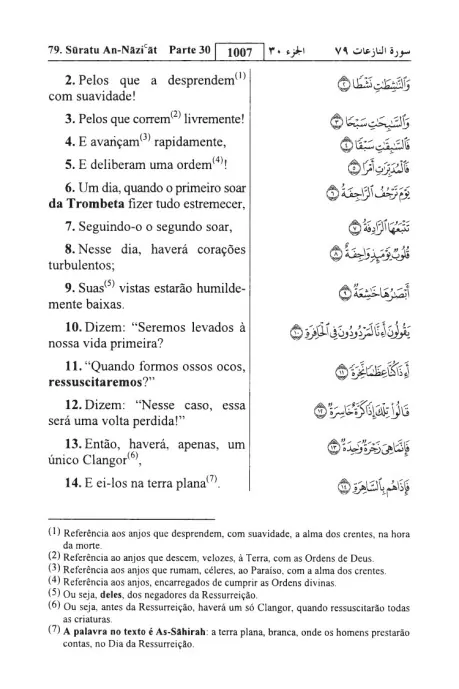 79. Sūratu An-Nāziᶜāt Parte 30 1007 الجزء ٣٠ سورة النازعات ٧٩
2. Pelos que a desprendem⁽¹⁾
com suavidade!
وَٱلنَّٰشِطَٰتِ نَشْطًا ٢
3. Pelos que correm⁽²⁾ livremente!
وَٱلسَّٰبِحَٰتِ سَبْحًا ٣
4. E avançam⁽³⁾ rapidamente,
فَٱلسَّٰبِقَٰتِ سَبْقًا ٤
5. E deliberam uma ordem⁽⁴⁾!
فَٱلْمُدَبِّرَٰتِ أَمْرًا ٥
6. Um dia, quando o primeiro soar
da Trombeta fizer tudo estremecer,
يَوْمَ تَرْجُفُ ٱلرَّاجِفَةُ ٦
7. Seguindo-o o segundo soar,
تَتْبَعُهَا ٱلرَّادِفَةُ ٧
8. Nesse dia, haverá corações
turbulentos;
قُلُوبٌ يَوْمَئِذٍ وَاجِفَةٌ ٨
9. Suas⁽⁵⁾ vistas estarão humilde-
mente baixas.
أَبْصَٰرُهَا خَٰشِعَةٌ ٩
10. Dizem: “Seremos levados à
nossa vida primeira?
يَقُولُونَ أَءِنَّا لَمَرْدُودُونَ فِى ٱلْحَافِرَةِ ١٠
11. “Quando formos ossos ocos,
ressuscitaremos?”
أَءِذَا كُنَّا عِظَٰمًا نَّخِرَةً ١١
12. Dizem: “Nesse caso, essa
será uma volta perdida!”
قَالُوا۟ تِلْكَ إِذًا كَرَّةٌ خَاسِرَةٌ ١٢
13. Então, haverá, apenas, um
único Clangor⁽⁶⁾,
فَإِنَّمَا هِىَ زَجْرَةٌ وَٰحِدَةٌ ١٣
14. E ei-los na terra plana⁽⁷⁾.
فَإِذَا هُم بِٱلسَّاهِرَةِ ١٤
(1) Referência aos anjos que desprendem, com suavidade, a alma dos crentes, na hora
da morte.
(2) Referência ao anjos que descem, velozes, à Terra, com as Ordens de Deus.
(3) Referência aos anjos que rumam, céleres, ao Paraíso, com a alma dos crentes.
(4) Referência aos anjos, encarregados de cumprir as Ordens divinas.
(5) Ou seja, deles, dos negadores da Ressurreição.
(6) Ou seja, antes da Ressurreição, haverá um só Clangor, quando ressuscitarão todas
as criaturas.
(7) A palavra no texto é As-Sāhirah: a terra plana, branca, onde os homens prestarão
contas, no Dia da Ressurreição.